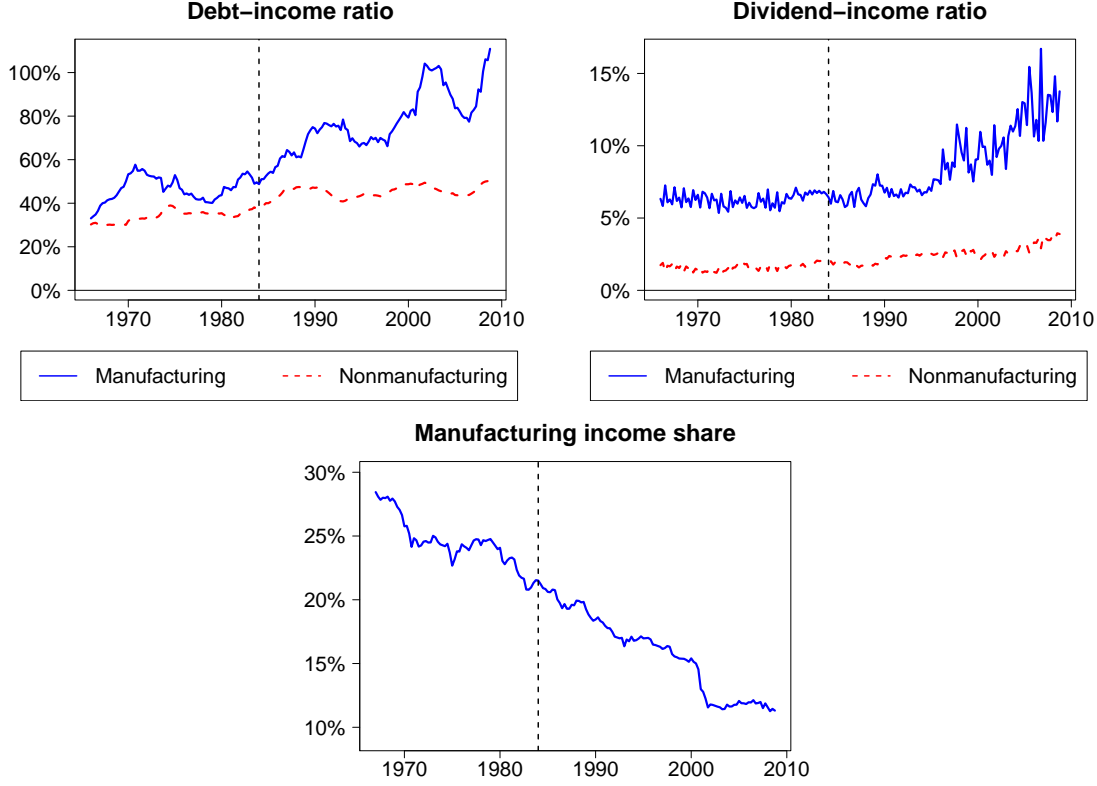 Debt−income ratio
100%
80%
60%
40%
20%
0%
1970 1980 1990 2000 2010
Manufacturing Nonmanufacturing
Dividend−income ratio
15%
10%
5%
0%
1970 1980 1990 2000 2010
Manufacturing Nonmanufacturing
Manufacturing income share
30%
25%
20%
15%
10%
1970 1980 1990 2000 2010